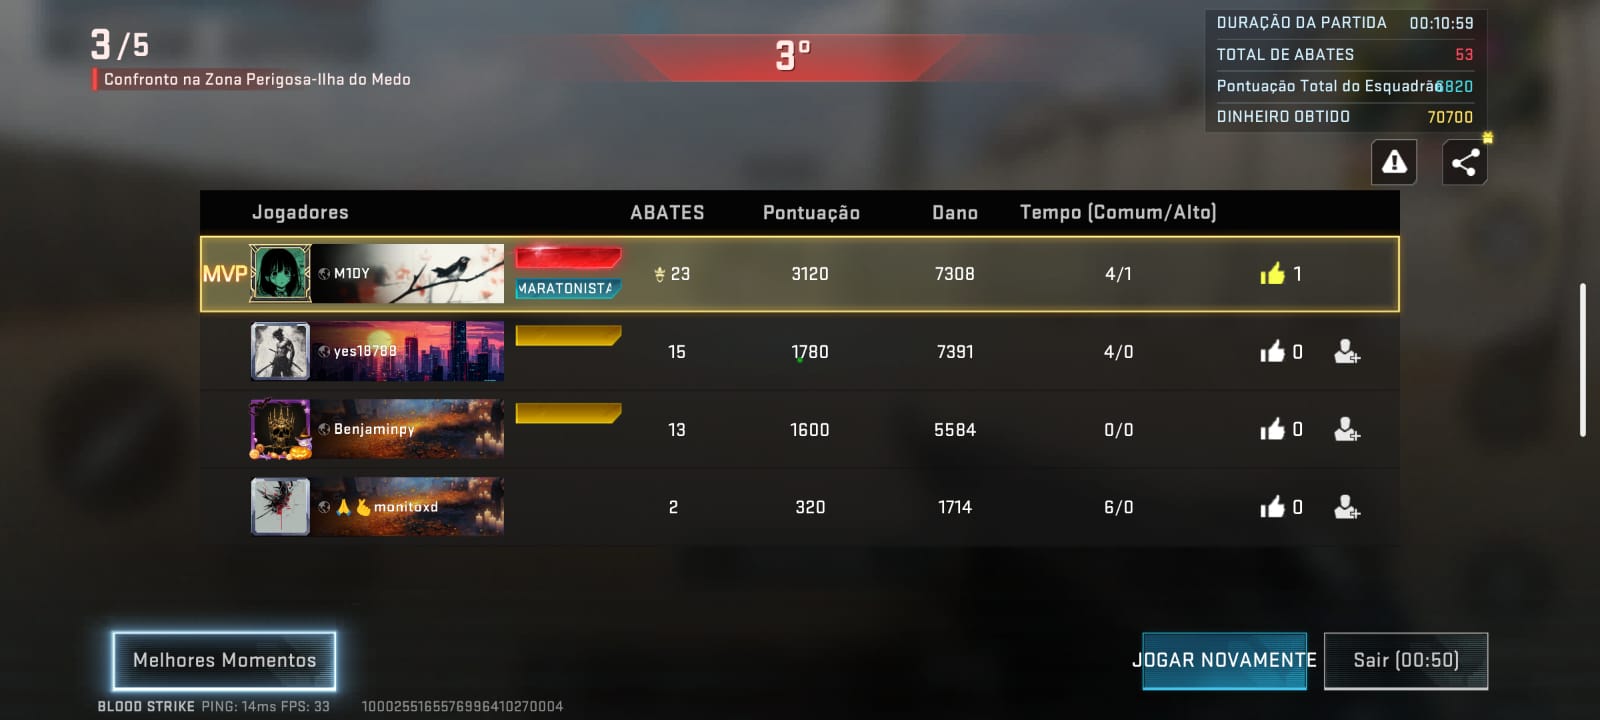 3/5
Confronto na Zona Perigosa-Ilha do Medo
3º
DURAÇÃO DA PARTIDA 00:10:59
TOTAL DE ABATES 53
Pontuação Total do Esquadrão 6820
DINHEIRO OBTIDO 70700
Jogadores ABATES Pontuação Dano Tempo (Comum/Alto)
MVP M1DY MARATONISTA 23 3120 7308 4/1 1
yes18788 15 1780 7391 4/0 0
Benjaminpy 13 1600 5584 0/0 0
🙏🫰monitoxd 2 320 1714 6/0 0
Melhores Momentos
JOGAR NOVAMENTE
Sair (00:50)
BLOOD STRIKE PING: 14ms FPS: 33 1000255165576996410270004